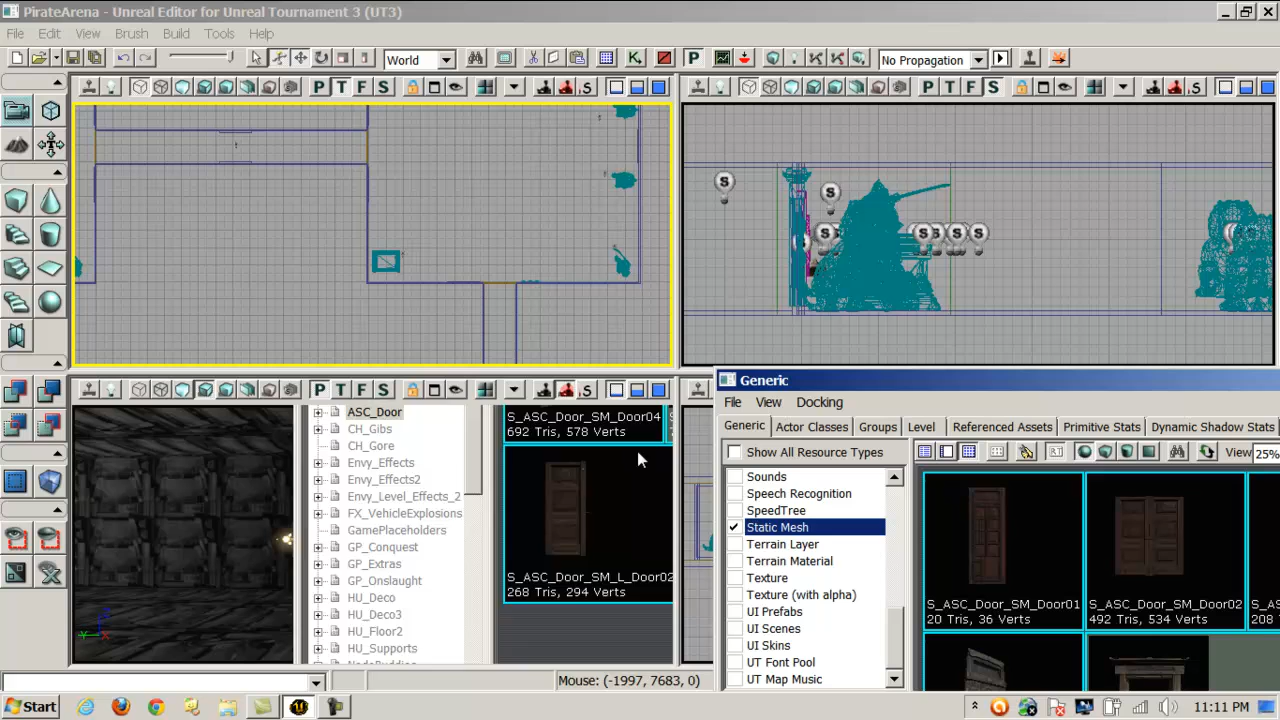 PirateArena - Unreal Editor for Unreal Tournament 3 (UT3)
File Edit View Brush Build Tools Help
World
P
No Propagation
P T F S
P T F S
S S S S S S S
P T F S
ASC_Door
CH_Gibs
CH_Gore
Envy_Effects
Envy_Effects2
Envy_Level_Effects_2
FX_VehicleExplosions
GamePlaceholders
GP_Conquest
GP_Extras
GP_Onslaught
HU_Deco
HU_Deco3
HU_Floor2
HU_Supports
S_ASC_Door_SM_Door04
692 Tris, 578 Verts
S_ASC_Door_SM_L_Door02
268 Tris, 294 Verts
Generic
File View Docking
Generic Actor Classes Groups Level Referenced Assets Primitive Stats Dynamic Shadow Stats
Show All Resource Types
View 25%
Sounds
Speech Recognition
SpeedTree
Static Mesh
Terrain Layer
Terrain Material
Texture
Texture (with alpha)
UI Prefabs
UI Scenes
UI Skins
UT Font Pool
UT Map Music
S_ASC_Door_SM_Door01
20 Tris, 36 Verts
S_ASC_Door_SM_Door02
492 Tris, 534 Verts
208
Mouse: (-1997, 7683, 0)
Start
11:11 PM